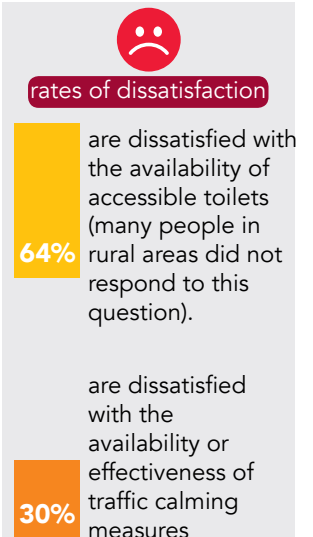 rates of dissatisfaction
are dissatisfied with
the availability of
accessible toilets
(many people in
64% rural areas did not
respond to this
question).
are dissatisfied
with the
availability or
effectiveness of
30% traffic calming
measures